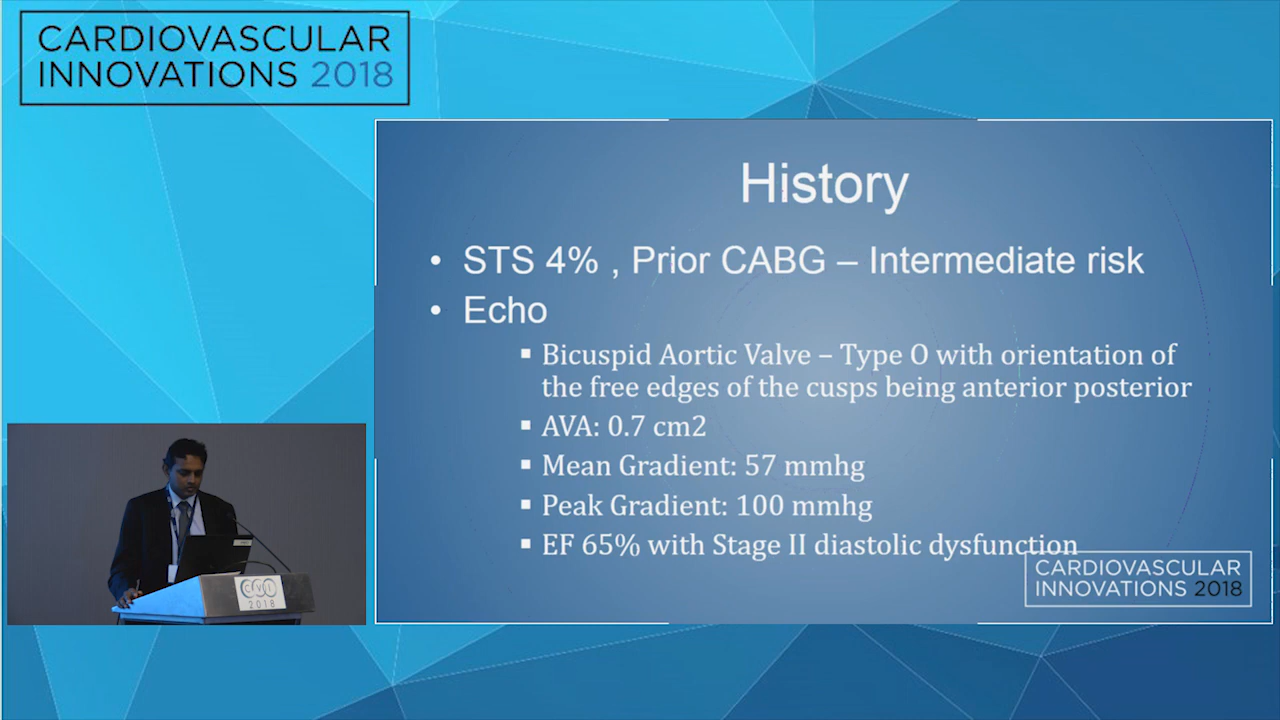 CARDIOVASCULAR
INNOVATIONS 2018
History
• STS 4% , Prior CABG – Intermediate risk
• Echo
▪ Bicuspid Aortic Valve – Type O with orientation of
the free edges of the cusps being anterior posterior
▪ AVA: 0.7 cm2
▪ Mean Gradient: 57 mmhg
▪ Peak Gradient: 100 mmhg
▪ EF 65% with Stage II diastolic dysfunction
CARDIOVASCULAR
INNOVATIONS 2018
CVI
2018